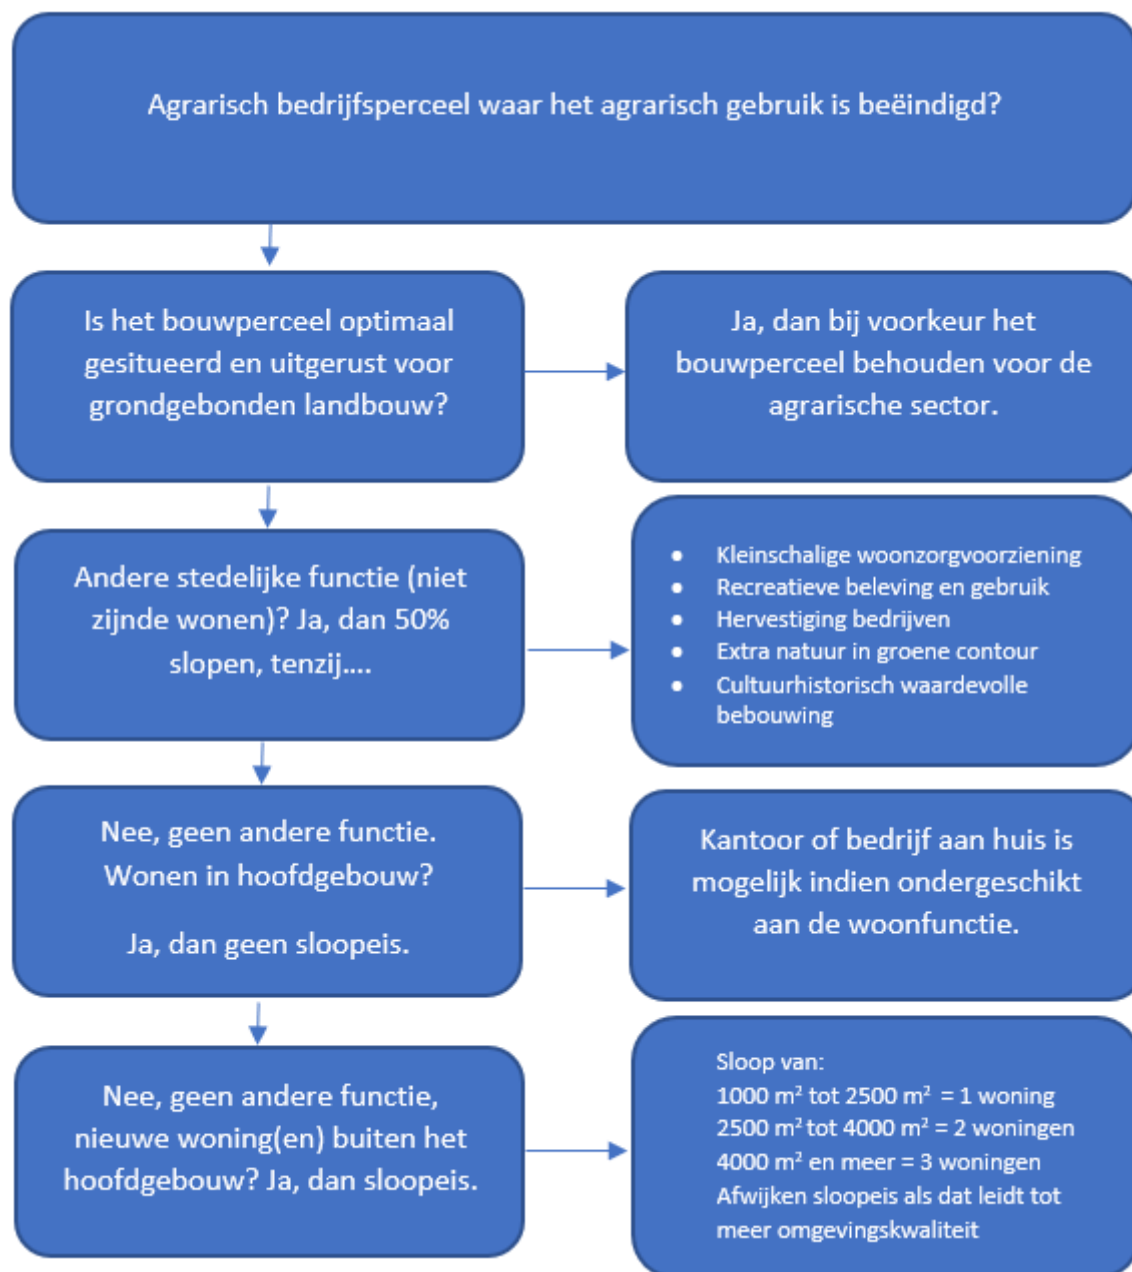 Agrarisch bedrijfsperceel waar het agrarisch gebruik is beëindigd?
Is het bouwperceel optimaal
gesitueerd en uitgerust voor
grondgebonden landbouw?
Ja, dan bij voorkeur het
bouwperceel behouden voor de
agrarische sector.
Andere stedelijke functie (niet
zijnde wonen)? Ja, dan 50%
slopen, tenzij....
• Kleinschalige woonzorgvoorziening
• Recreatieve beleving en gebruik
• Hervestiging bedrijven
• Extra natuur in groene contour
• Cultuurhistorisch waardevolle
bebouwing
Nee, geen andere functie.
Wonen in hoofdgebouw?
Ja, dan geen sloopeis.
Kantoor of bedrijf aan huis is
mogelijk indien ondergeschikt
aan de woonfunctie.
Nee, geen andere functie,
nieuwe woning(en) buiten het
hoofdgebouw? Ja, dan sloopeis.
Sloop van:
1000 m² tot 2500 m² = 1 woning
2500 m² tot 4000 m² = 2 woningen
4000 m² en meer = 3 woningen
Afwijken sloopeis als dat leidt tot
meer omgevingskwaliteit